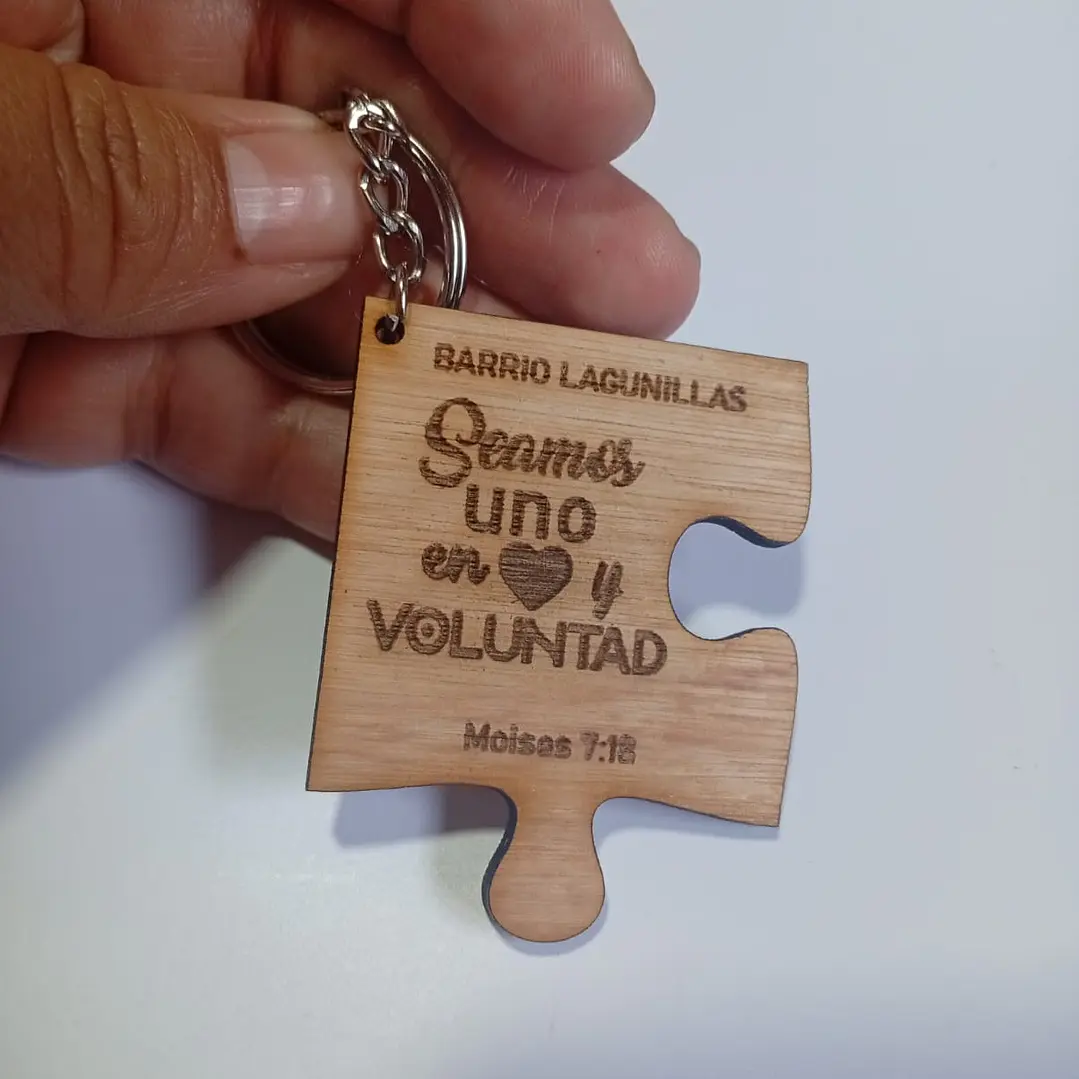 BARRIO LAGUNILLAS
Seamos
uno
en ♥ y
VOLUNTAD
Moises 7:18